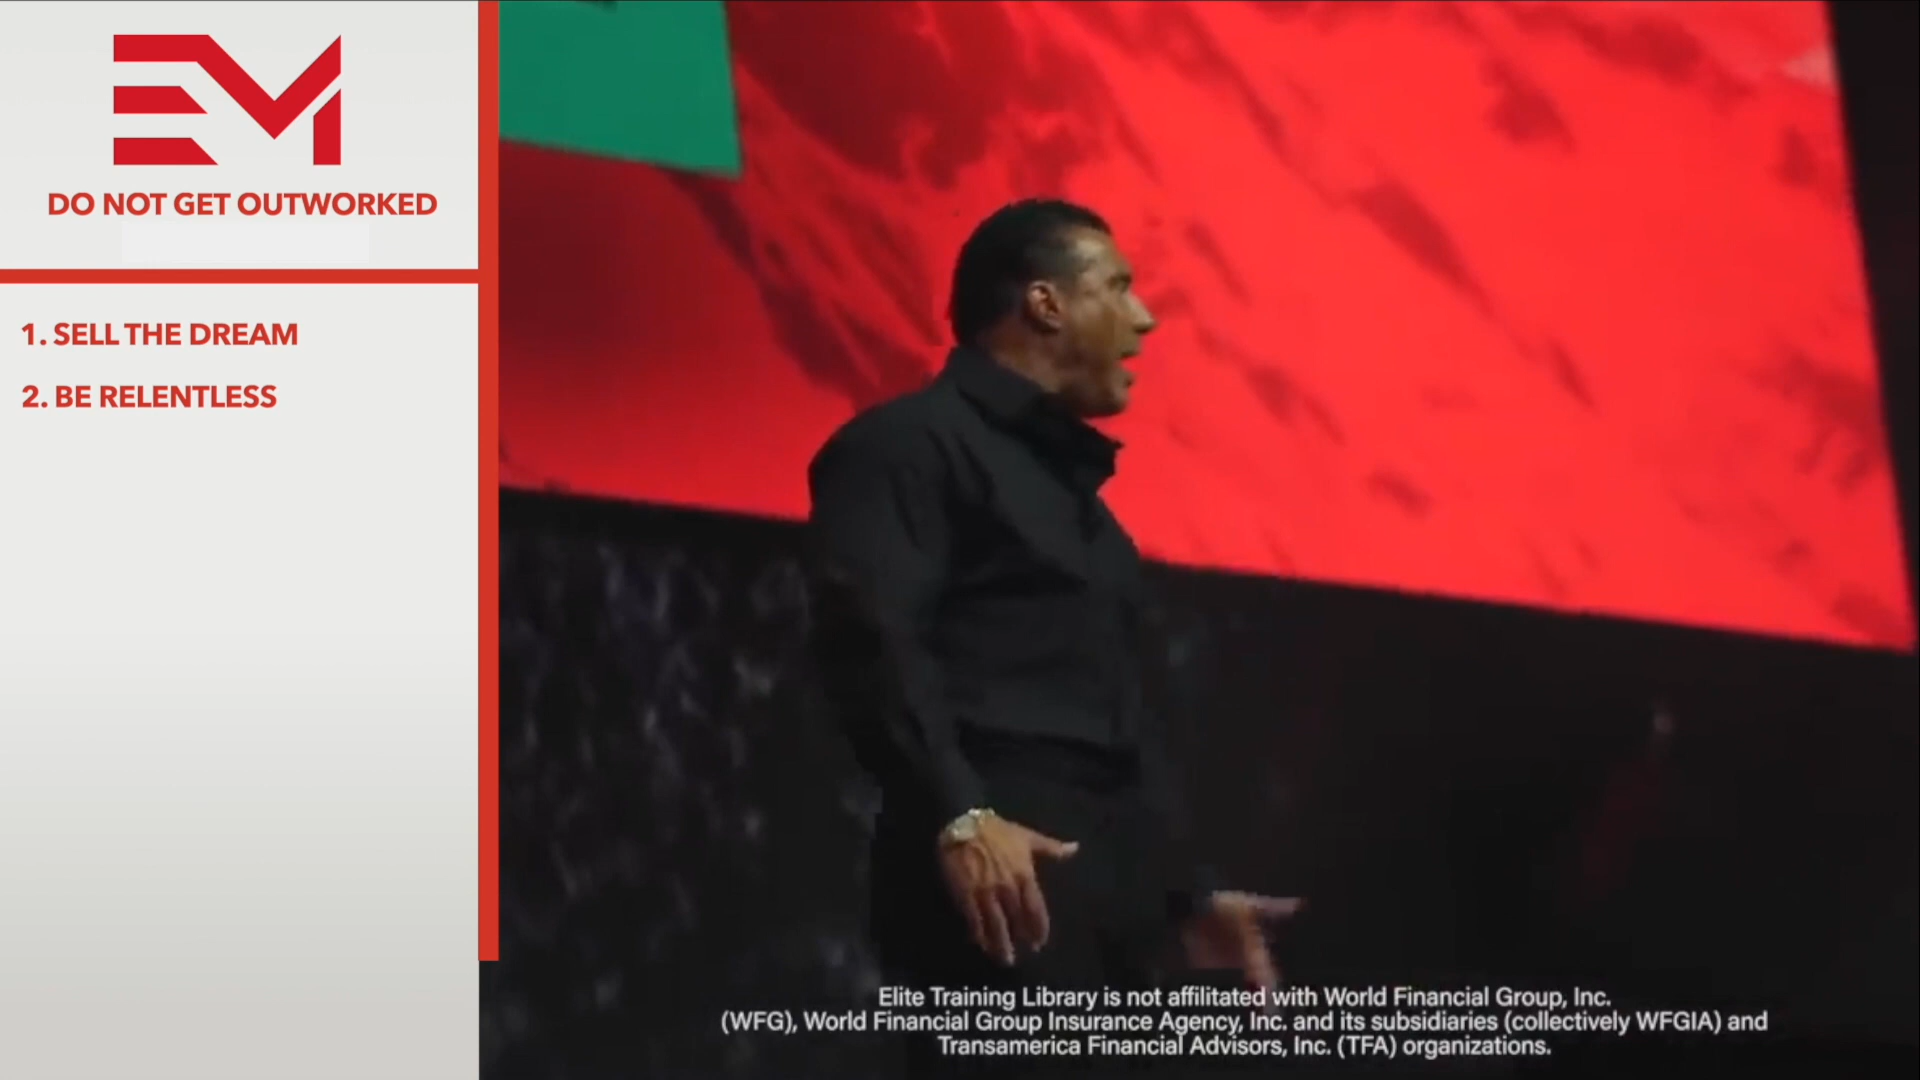 EM
DO NOT GET OUTWORKED
1. SELL THE DREAM
2. BE RELENTLESS
Elite Training Library is not affilitated with World Financial Group, Inc.
(WFG), World Financial Group Insurance Agency, Inc. and its subsidiaries (collectively WFGIA) and
Transamerica Financial Advisors, Inc. (TFA) organizations.